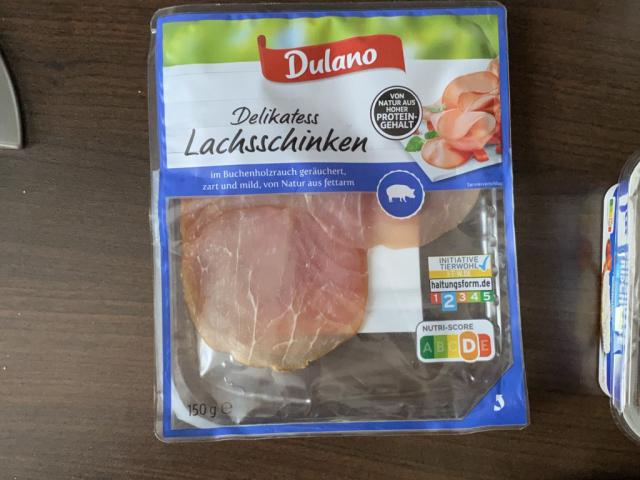 Dulano
VON
NATUR AUS
HOHER
PROTEIN-
GEHALT
Delikatess
Lachsschinken
im Buchenholzrauch geräuchert,
zart und mild, von Natur aus fettarm
Serviervorschlag
INITIATIVE
TIERWOHL
haltungsform.de
1 2 3 4 5
NUTRI-SCORE
A B C D E
150 g e